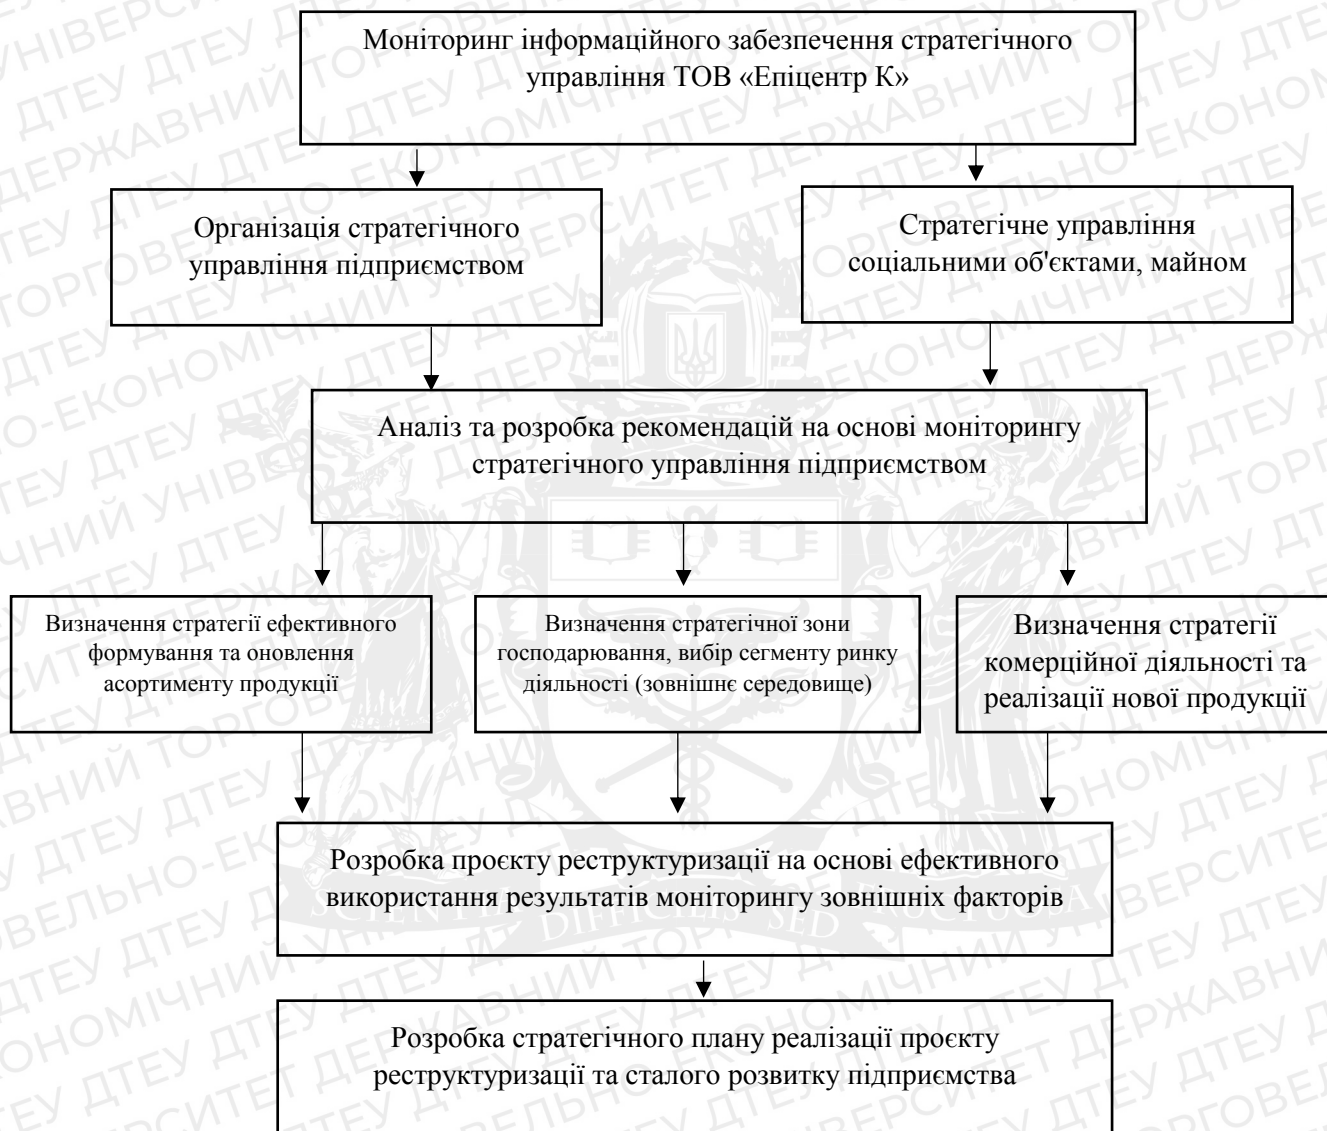 Моніторинг інформаційного забезпечення стратегічного
управління ТОВ «Епіцентр К»
Організація стратегічного
управління підприємством
Стратегічне управління
соціальними об'єктами, майном
Аналіз та розробка рекомендацій на основі моніторингу
стратегічного управління підприємством
Визначення стратегії ефективного
формування та оновлення
асортименту продукції
Визначення стратегічної зони
господарювання, вибір сегменту ринку
діяльності (зовнішнє середовище)
Визначення стратегії
комерційної діяльності та
реалізації нової продукції
Розробка проєкту реструктуризації на основі ефективного
використання результатів моніторингу зовнішніх факторів
Розробка стратегічного плану реалізації проєкту
реструктуризації та сталого розвитку підприємства